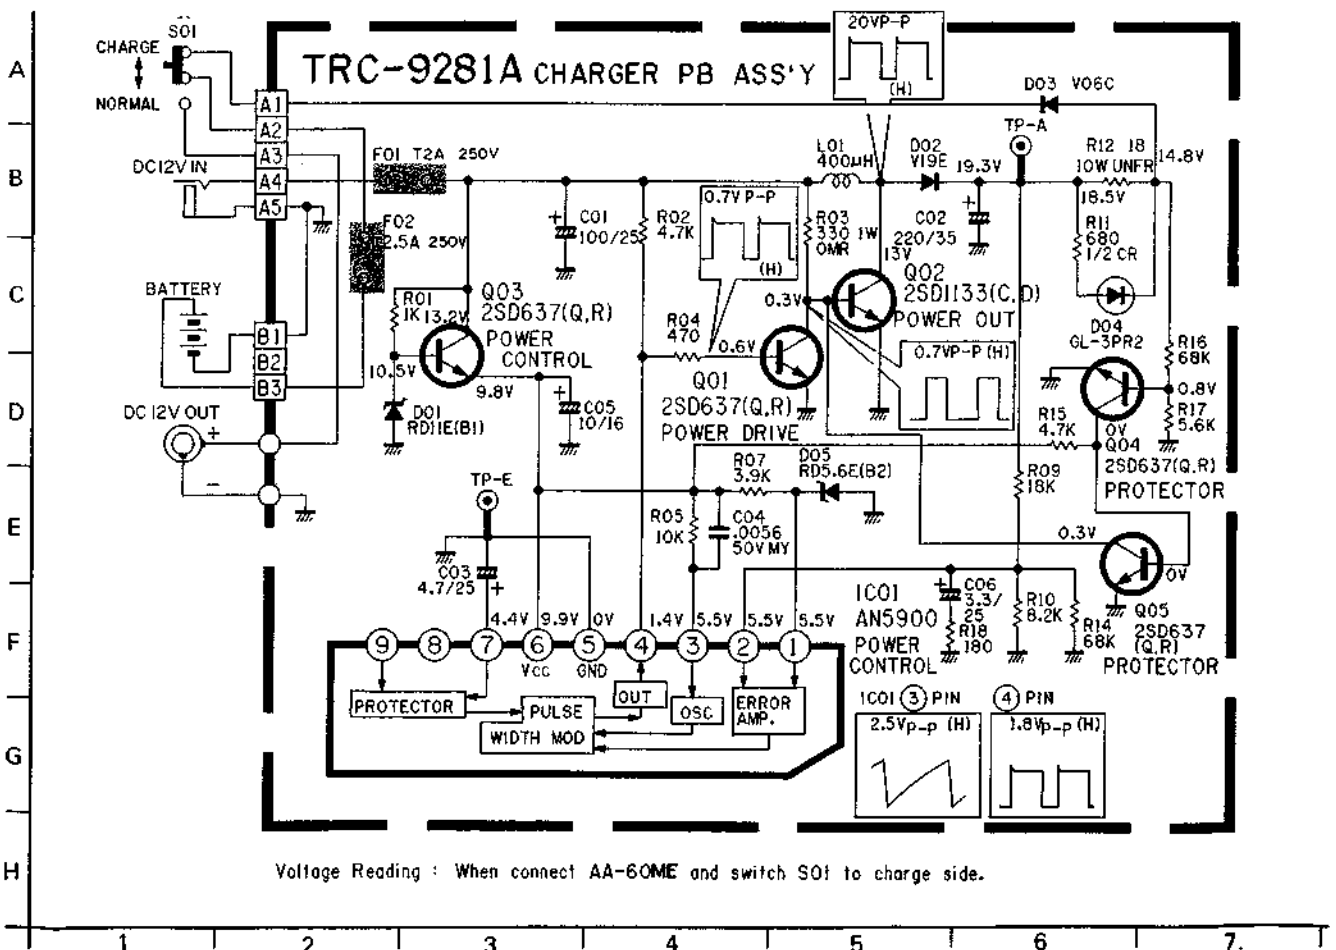 A
B
C
D
E
F
G
H
1
2
3
4
5
6
7.
TRC-9281A CHARGER PB ASS'Y
S01
CHARGE
NORMAL
DC12V IN
BATTERY
DC 12V OUT
+
−
A1
A2
A3
A4
A5
B1
B2
B3
F01 T2A 250V
F02
2.5A 250V
R01
1K
13.2V
Q03
2SD637(Q,R)
POWER
CONTROL
10.5V
9.8V
D01
RD11E(B1)
+
C01
100/25
+
C05
10/16
R02
4.7K
0.7VP-P
(H)
R04
470
0.6V
0.3V
Q01
2SD637(Q,R)
POWER DRIVE
20VP-P
(H)
L01
400μH
R03
330 1W
OMR
D02
V19E
19.3V
+
C02
220/35
13V
Q02
2SD1133(C,D)
POWER OUT
0.7VP-P (H)
D03 V06C
TP-A
R12 18
10W UNFR
14.8V
18.5V
R11
680
1/2 CR
D04
GL-3PR2
R16
68K
0.8V
R17
5.6K
0V
Q04
2SD637(Q,R)
PROTECTOR
R15
4.7K
R09
18K
0.3V
0V
Q05
2SD637
(Q,R)
PROTECTOR
TP-E
C03
4.7/25
+
R05
10K
C04
.0056
50V MY
R07
3.9K
D05
RD5.6E(B2)
+
C06
3.3/
25
R18
180
R10
8.2K
R14
68K
IC01
AN5900
POWER
CONTROL
4.4V
9.9V
0V
1.4V
5.5V
5.5V
5.5V
9
8
7
6
5
4
3
2
1
VCC
GND
PROTECTOR
PULSE
WIDTH MOD
OUT
OSC
ERROR
AMP.
IC01 3 PIN
2.5Vp-p (H)
4 PIN
1.8Vp-p (H)
Voltage Reading : When connect AA-60ME and switch S01 to charge side.